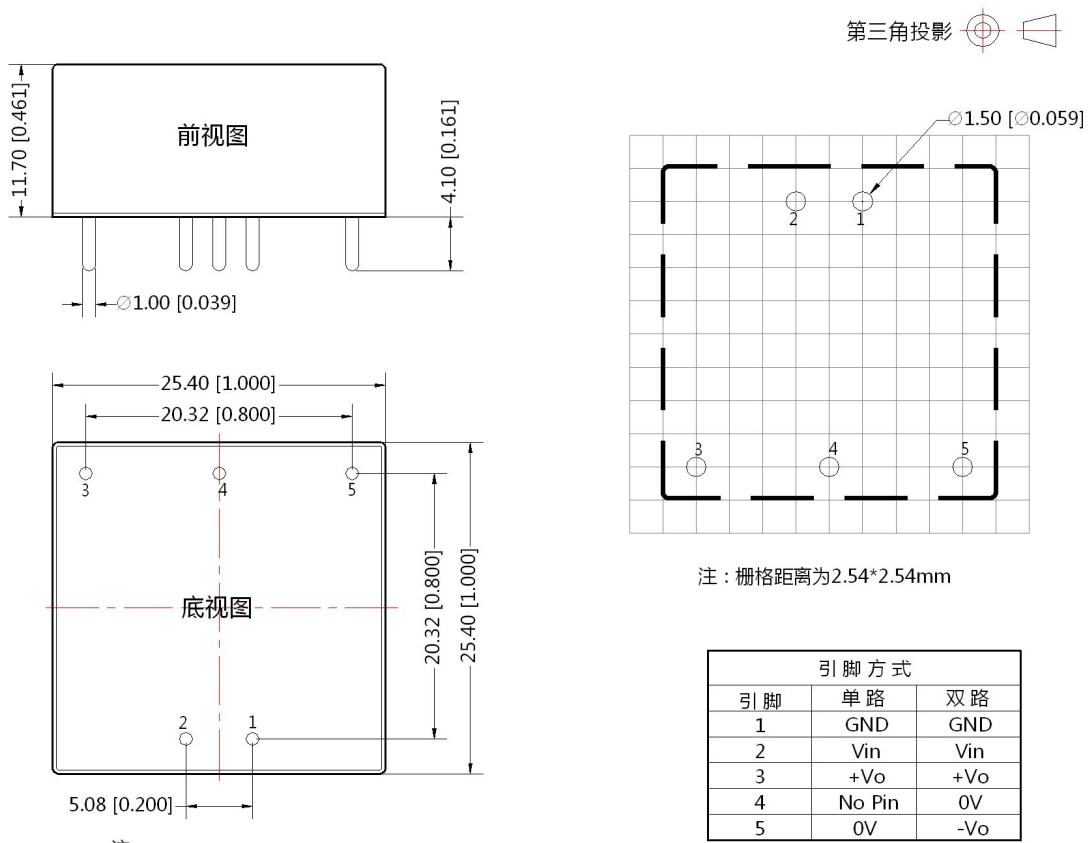 第三角投影
11.70 [0.461]
前视图
4.10 [0.161]
∅1.00 [0.039]
∅1.50 [∅0.059]
2
1
3
4
5
注：栅格距离为2.54*2.54mm
25.40 [1.000]
20.32 [0.800]
3
4
5
底视图
20.32 [0.800]
25.40 [1.000]
2
1
5.08 [0.200]
引脚方式
引脚 单路 双路
1 GND GND
2 Vin Vin
3 +Vo +Vo
4 No Pin 0V
5 0V -Vo